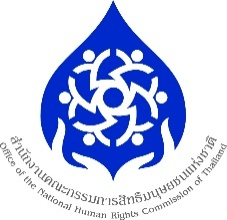 สำนักงานคณะกรรมการสิทธิมนุษยชนแห่งชาติ
Office of the National Human Rights Commission of Thailand